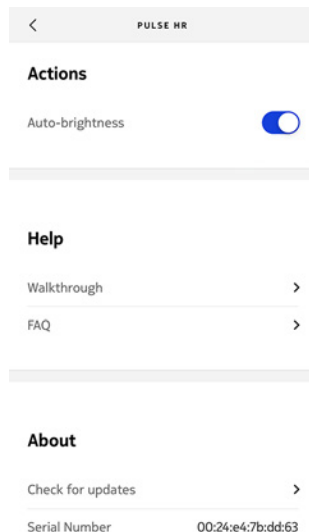 PULSE HR
Actions
Auto-brightness
Help
Walkthrough
FAQ
About
Check for updates
Serial Number 00:24:e4:7b:dd:63